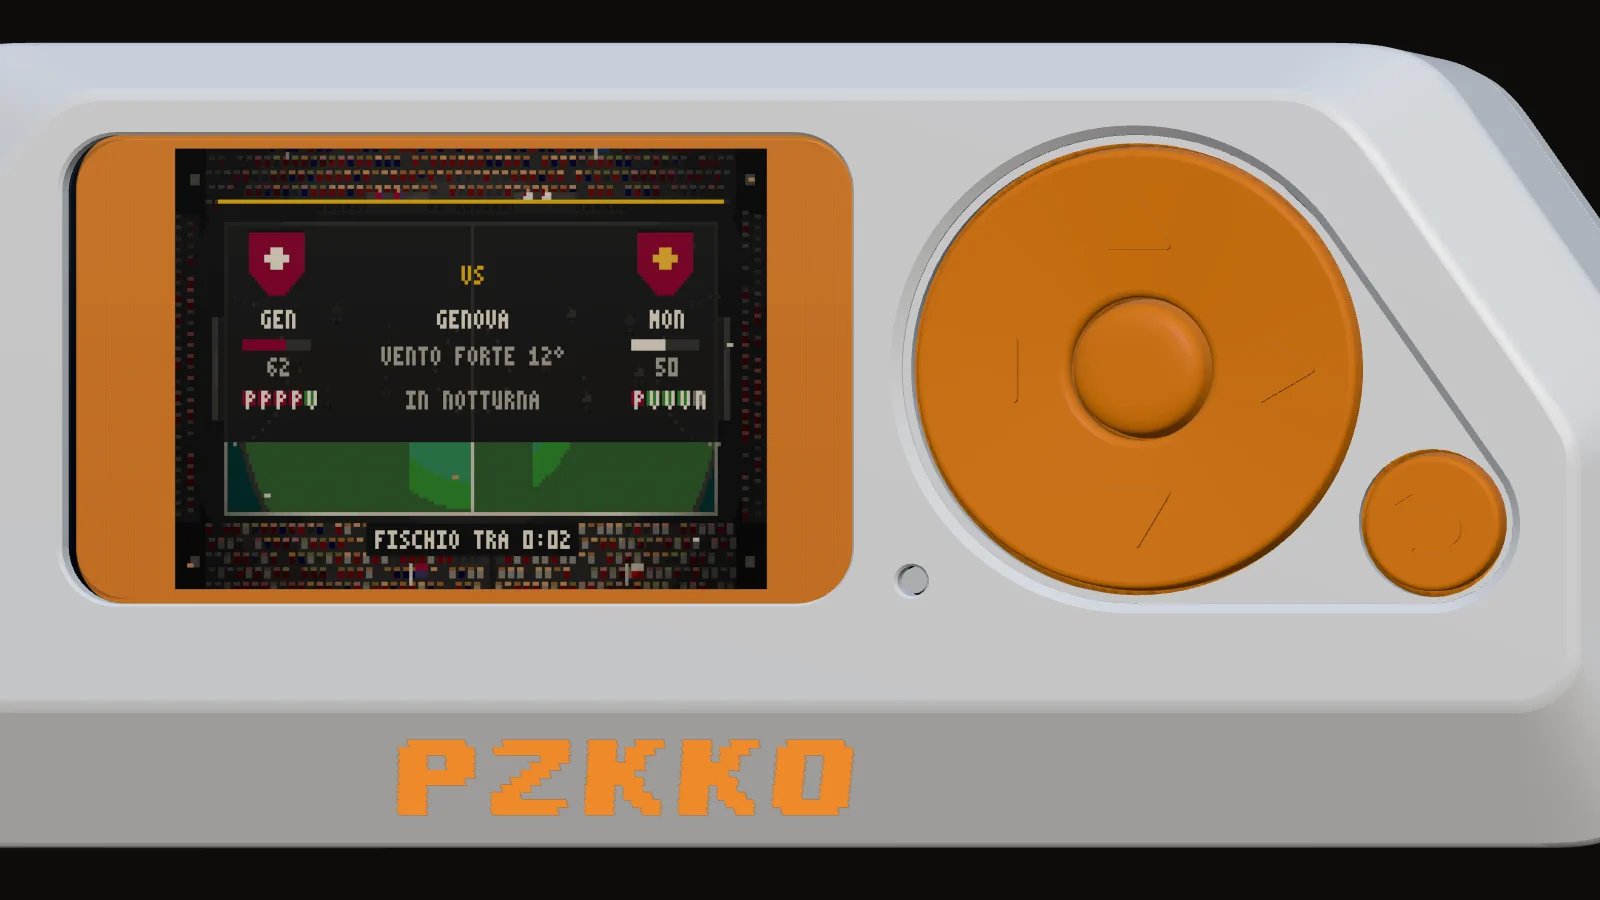 VS
GEN
GENOVA
MON
VENTO FORTE 12°
62
50
PPPPV
IN NOTTURNA
PVVVN
FISCHIO TRA 0:02
PZKKO